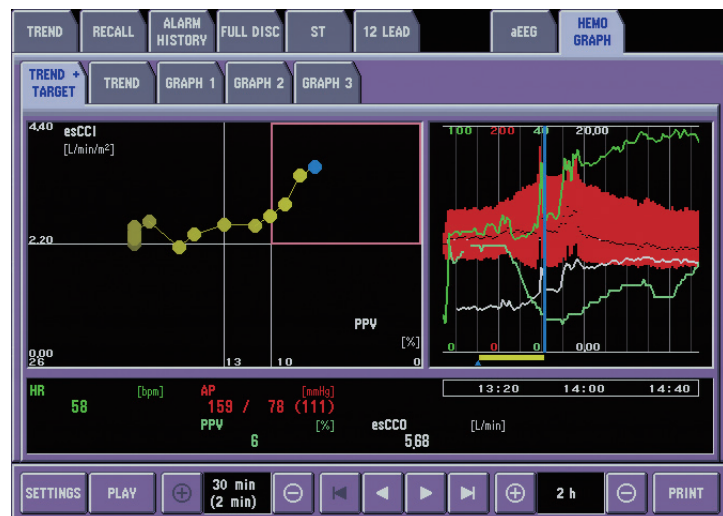 TREND RECALL ALARM HISTORY FULL DISC ST 12 LEAD aEEG HEMO GRAPH
TREND + TARGET TREND GRAPH 1 GRAPH 2 GRAPH 3
4,40 esCCI
[L/min/m²]
2,20
PPV
[%]
0,00
26 13 10 0
100 200 40 20,00
0 0 0 0,00
13:20 14:00 14:40
HR [bpm] AP [mmHg]
58 159 / 78 (111)
PPV [%] esCCO [L/min]
6 5,68
SETTINGS PLAY 30 min (2 min) 2 h PRINT